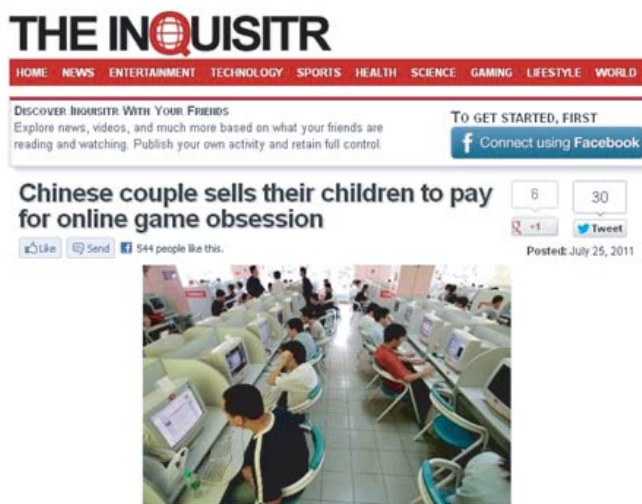 THE INQUISITR
HOME NEWS ENTERTAINMENT TECHNOLOGY SPORTS HEALTH SCIENCE GAMING LIFESTYLE WORLD
DISCOVER INQUISITR WITH YOUR FRIENDS
Explore news, videos, and much more based on what your friends are
reading and watching. Publish your own activity and retain full control.
TO GET STARTED, FIRST
f Connect using Facebook
Chinese couple sells their children to pay
for online game obsession
6
30
g +1
Tweet
Like Send f 544 people like this.
Posted: July 25, 2011